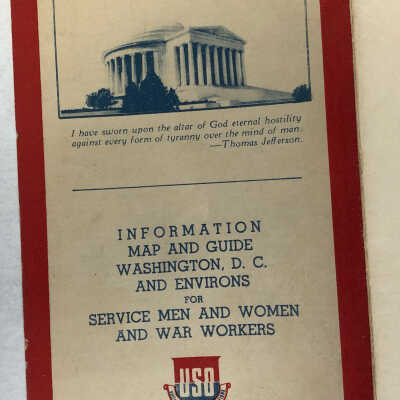 I have sworn upon the altar of God eternal hostility
against every form of tyranny over the mind of man.
—Thomas Jefferson.
INFORMATION
MAP AND GUIDE
WASHINGTON, D. C.
AND ENVIRONS
FOR
SERVICE MEN AND WOMEN
AND WAR WORKERS
USO